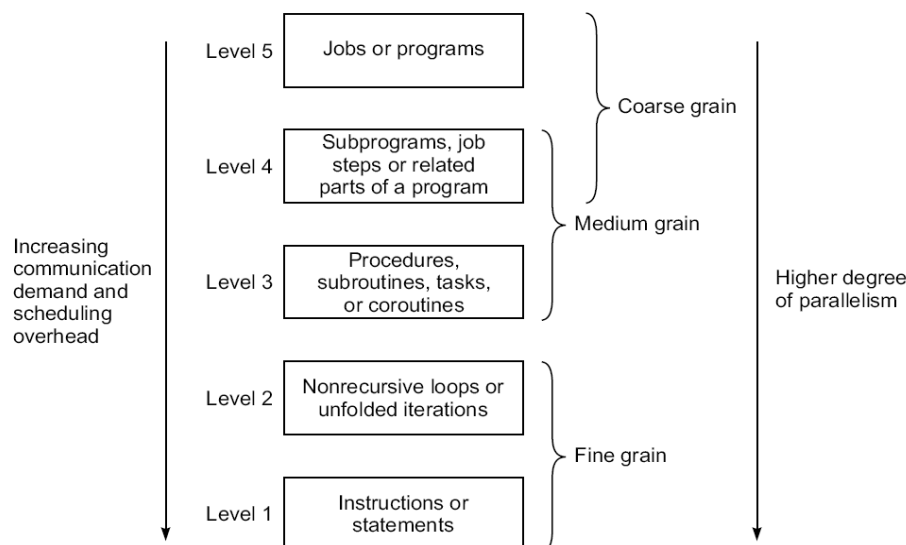 Level 5
Jobs or programs
Coarse grain
Level 4
Subprograms, job
steps or related
parts of a program
Medium grain
Increasing
communication
demand and
scheduling
overhead
Level 3
Procedures,
subroutines, tasks,
or coroutines
Higher degree
of parallelism
Level 2
Nonrecursive loops or
unfolded iterations
Fine grain
Level 1
Instructions or
statements